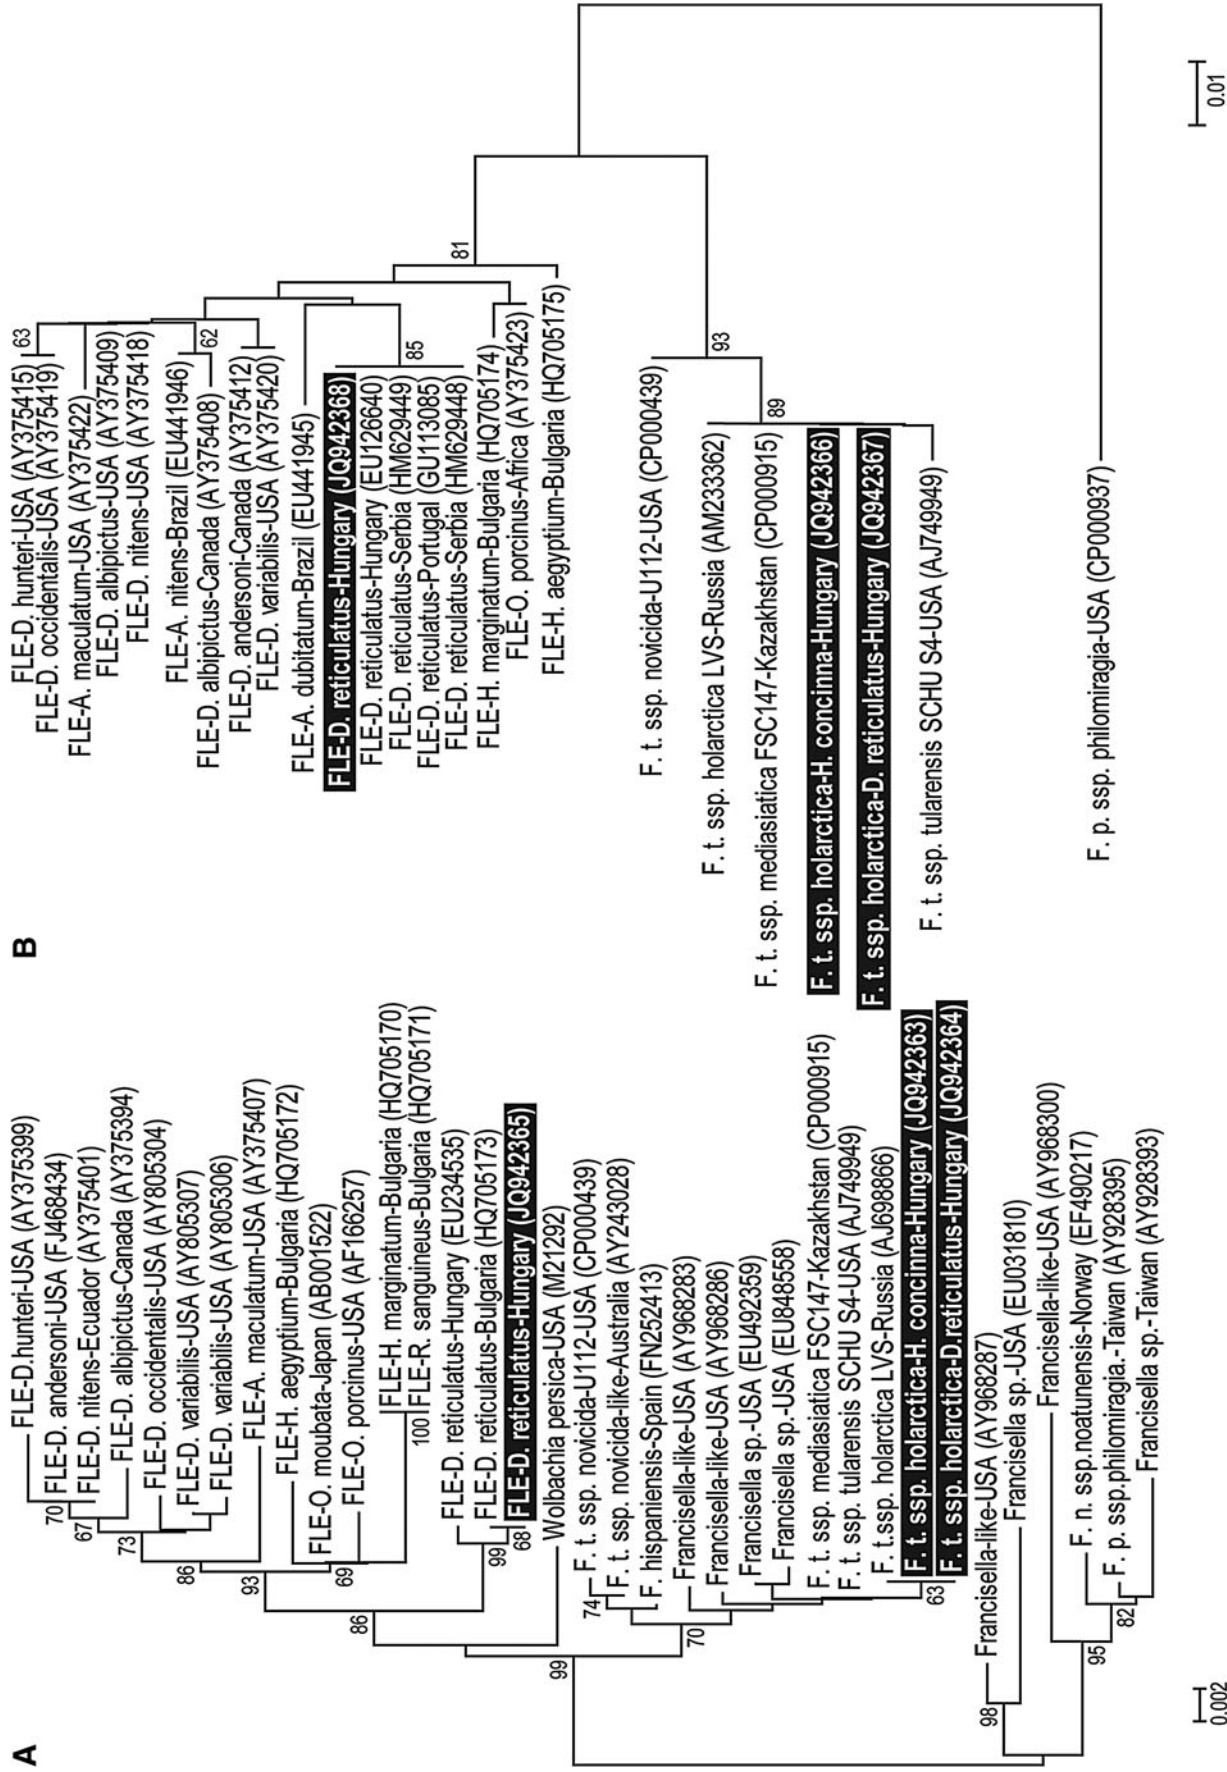 A
FLE-D.hunteri-USA (AY375399)
FLE-D. andersoni-USA (FJ468434)
FLE-D. nitens-Ecuador (AY375401)
FLE-D. albipictus-Canada (AY375394)
FLE-D. occidentalis-USA (AY805304)
FLE-D. variabilis-USA (AY805307)
FLE-D. variabilis-USA (AY805306)
FLE-A. maculatum-USA (AY375407)
FLE-H. aegyptium-Bulgaria (HQ705172)
FLE-O. moubata-Japan (AB001522)
FLE-O. porcinus-USA (AF166257)
FLE-H. marginatum-Bulgaria (HQ705170)
FLE-R. sanguineus-Bulgaria (HQ705171)
FLE-D. reticulatus-Hungary (EU234535)
FLE-D. reticulatus-Bulgaria (HQ705173)
FLE-D. reticulatus-Hungary (JQ942365)
Wolbachia persica-USA (M21292)
F. t. ssp. novicida-U112-USA (CP000439)
F. t. ssp. novicida-like-Australia (AY243028)
F. hispaniensis-Spain (FN252413)
Francisella-like-USA (AY968283)
Francisella-like-USA (AY968286)
Francisella sp.-USA (EU492359)
Francisella sp.-USA (EU848558)
F. t. ssp. mediasiatica FSC147-Kazakhstan (CP000915)
F. t. ssp. tularensis SCHU S4-USA (AJ749949)
F. t.ssp. holarctica LVS-Russia (AJ698866)
F. t. ssp. holarctica-H. concinna-Hungary (JQ942363)
F. t. ssp. holarctica-D.reticulatus-Hungary (JQ942364)
Francisella-like-USA (AY968287)
Francisella sp.-USA (EU031810)
Francisella-like-USA (AY968300)
F. n. ssp.noatunensis-Norway (EF490217)
F. p. ssp.philomiragia.-Taiwan (AY928395)
Francisella sp.-Taiwan (AY928393)
70
67
73
86
93
69
100
86
99
68
99
74
70
63
98
95
82
0.002
B
FLE-D. hunteri-USA (AY375415)
FLE-D. occidentalis-USA (AY375419)
FLE-A. maculatum-USA (AY375422)
FLE-D. albipictus-USA (AY375409)
FLE-D. nitens-USA (AY375418)
FLE-A. nitens-Brazil (EU441946)
FLE-D. albipictus-Canada (AY375408)
FLE-D. andersoni-Canada (AY375412)
FLE-D. variabilis-USA (AY375420)
FLE-A. dubitatum-Brazil (EU441945)
FLE-D. reticulatus-Hungary (JQ942368)
FLE-D. reticulatus-Hungary (EU126640)
FLE-D. reticulatus-Serbia (HM629449)
FLE-D. reticulatus-Portugal (GU113085)
FLE-D. reticulatus-Serbia (HM629448)
FLE-H. marginatum-Bulgaria (HQ705174)
FLE-O. porcinus-Africa (AY375423)
FLE-H. aegyptium-Bulgaria (HQ705175)
F. t. ssp. novicida-U112-USA (CP000439)
F. t. ssp. holarctica LVS-Russia (AM233362)
F. t. ssp. mediasiatica FSC147-Kazakhstan (CP000915)
F. t. ssp. holarctica-H. concinna-Hungary (JQ942366)
F. t. ssp. holarctica-D. reticulatus-Hungary (JQ942367)
F. t. ssp. tularensis SCHU S4-USA (AJ749949)
F. p. ssp. philomiragia-USA (CP000937)
63
62
85
81
93
89
0.01